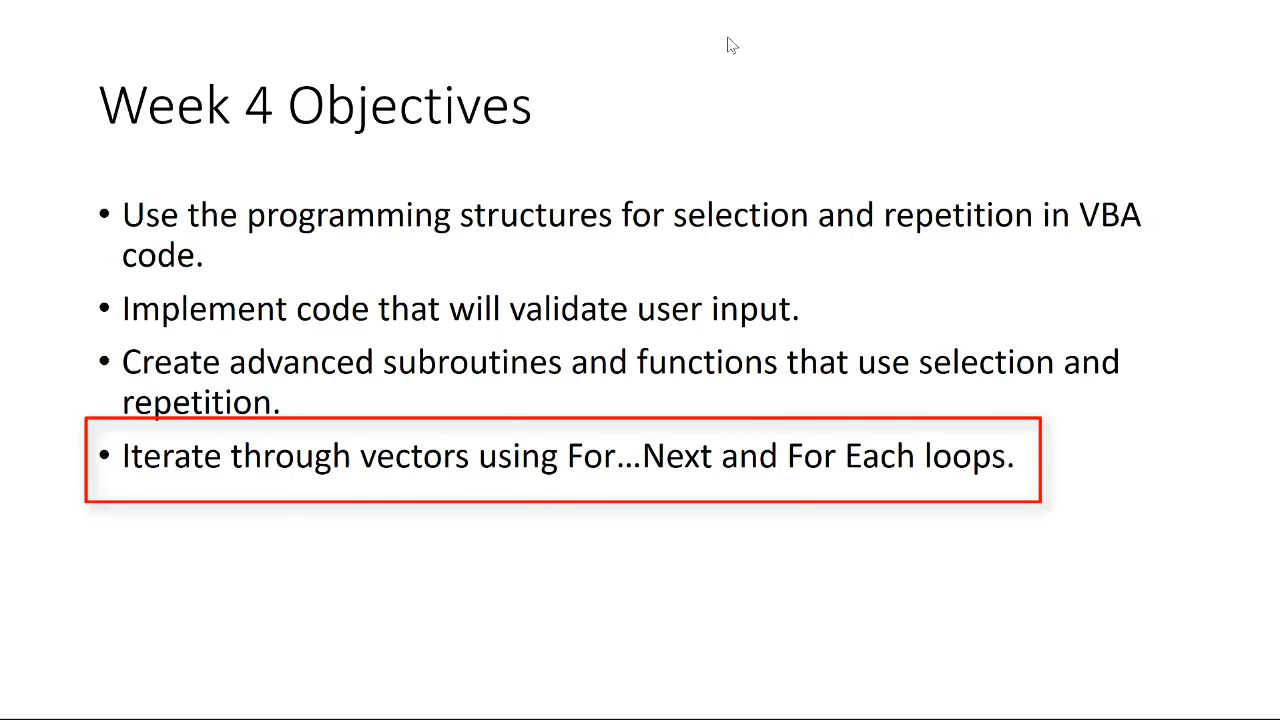 Week 4 Objectives
• Use the programming structures for selection and repetition in VBA
code.
• Implement code that will validate user input.
• Create advanced subroutines and functions that use selection and
repetition.
• Iterate through vectors using For…Next and For Each loops.